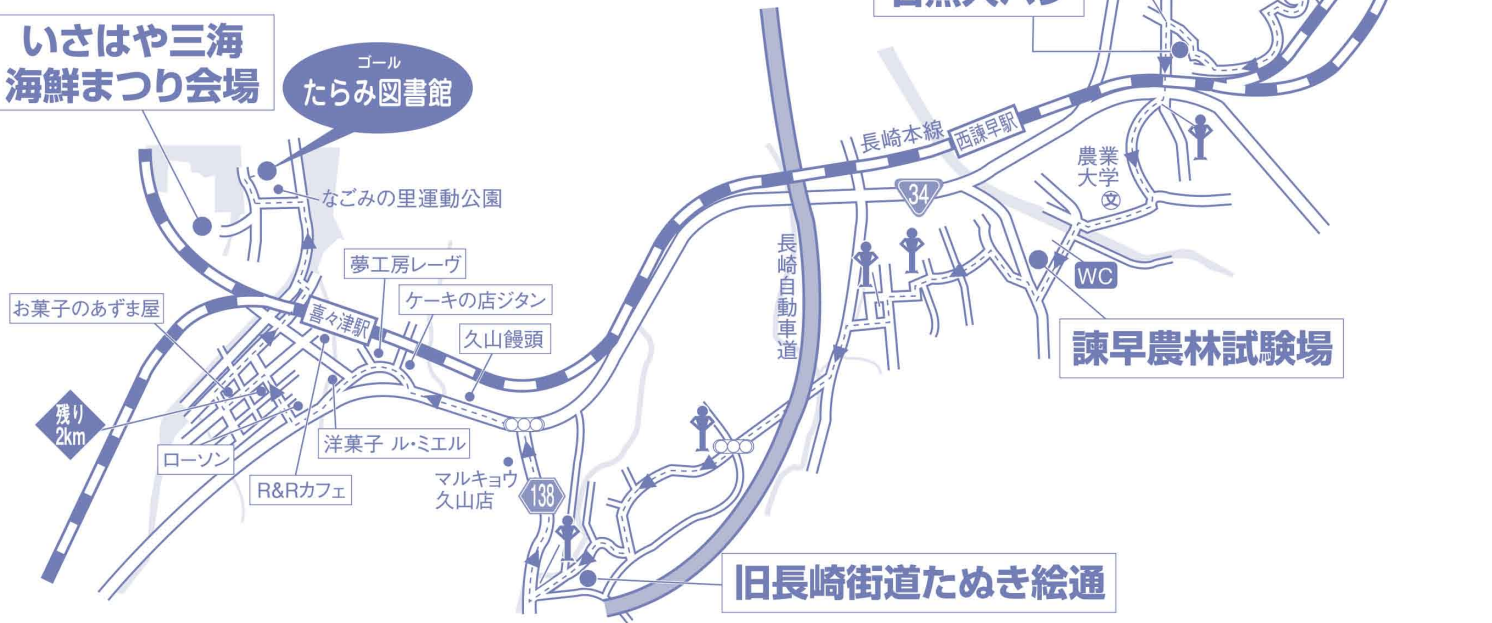 いさはや三海
海鮮まつり会場
ゴール
たらみ図書館
なごみの里運動公園
長崎本線
西諫早駅
農業
大学
文
34
長崎自動車道
WC
諫早農林試験場
夢工房レーヴ
ケーキの店ジタン
久山饅頭
お菓子のあずま屋
喜々津駅
残り
2km
ローソン
洋菓子 ル・ミエル
R&Rカフェ
マルキョウ
久山店
138
旧長崎街道たぬき絵通